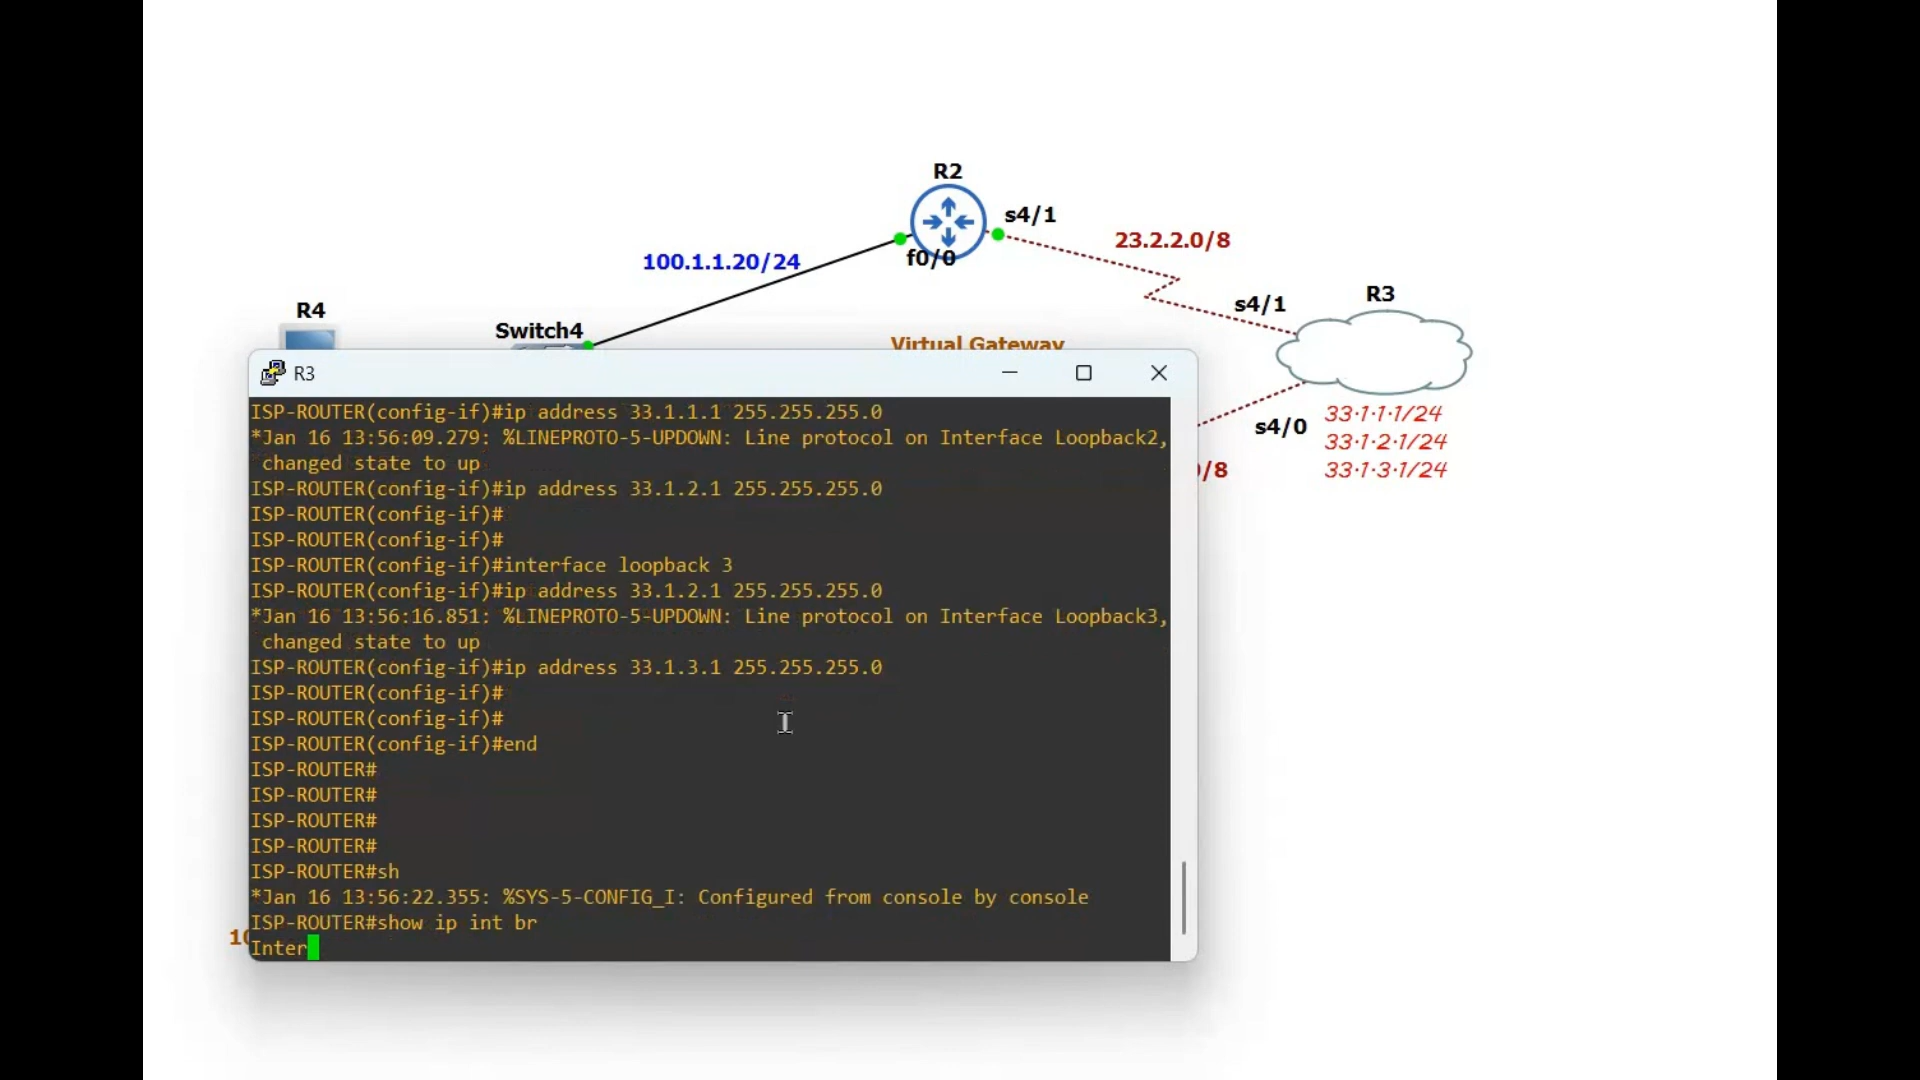 R2
s4/1
23.2.2.0/8
100.1.1.20/24
f0/0
R4
Switch4
s4/1
R3
Virtual Gateway
s4/0
33·1·1·1/24
33·1·2·1/24
33·1·3·1/24
)/8
10
R3
ISP-ROUTER(config-if)#ip address 33.1.1.1 255.255.255.0
*Jan 16 13:56:09.279: %LINEPROTO-5-UPDOWN: Line protocol on Interface Loopback2,
changed state to up
ISP-ROUTER(config-if)#ip address 33.1.2.1 255.255.255.0
ISP-ROUTER(config-if)#
ISP-ROUTER(config-if)#
ISP-ROUTER(config-if)#interface loopback 3
ISP-ROUTER(config-if)#ip address 33.1.2.1 255.255.255.0
*Jan 16 13:56:16.851: %LINEPROTO-5-UPDOWN: Line protocol on Interface Loopback3,
changed state to up
ISP-ROUTER(config-if)#ip address 33.1.3.1 255.255.255.0
ISP-ROUTER(config-if)#
ISP-ROUTER(config-if)#
ISP-ROUTER(config-if)#end
ISP-ROUTER#
ISP-ROUTER#
ISP-ROUTER#
ISP-ROUTER#
ISP-ROUTER#sh
*Jan 16 13:56:22.355: %SYS-5-CONFIG_I: Configured from console by console
ISP-ROUTER#show ip int br
Inter